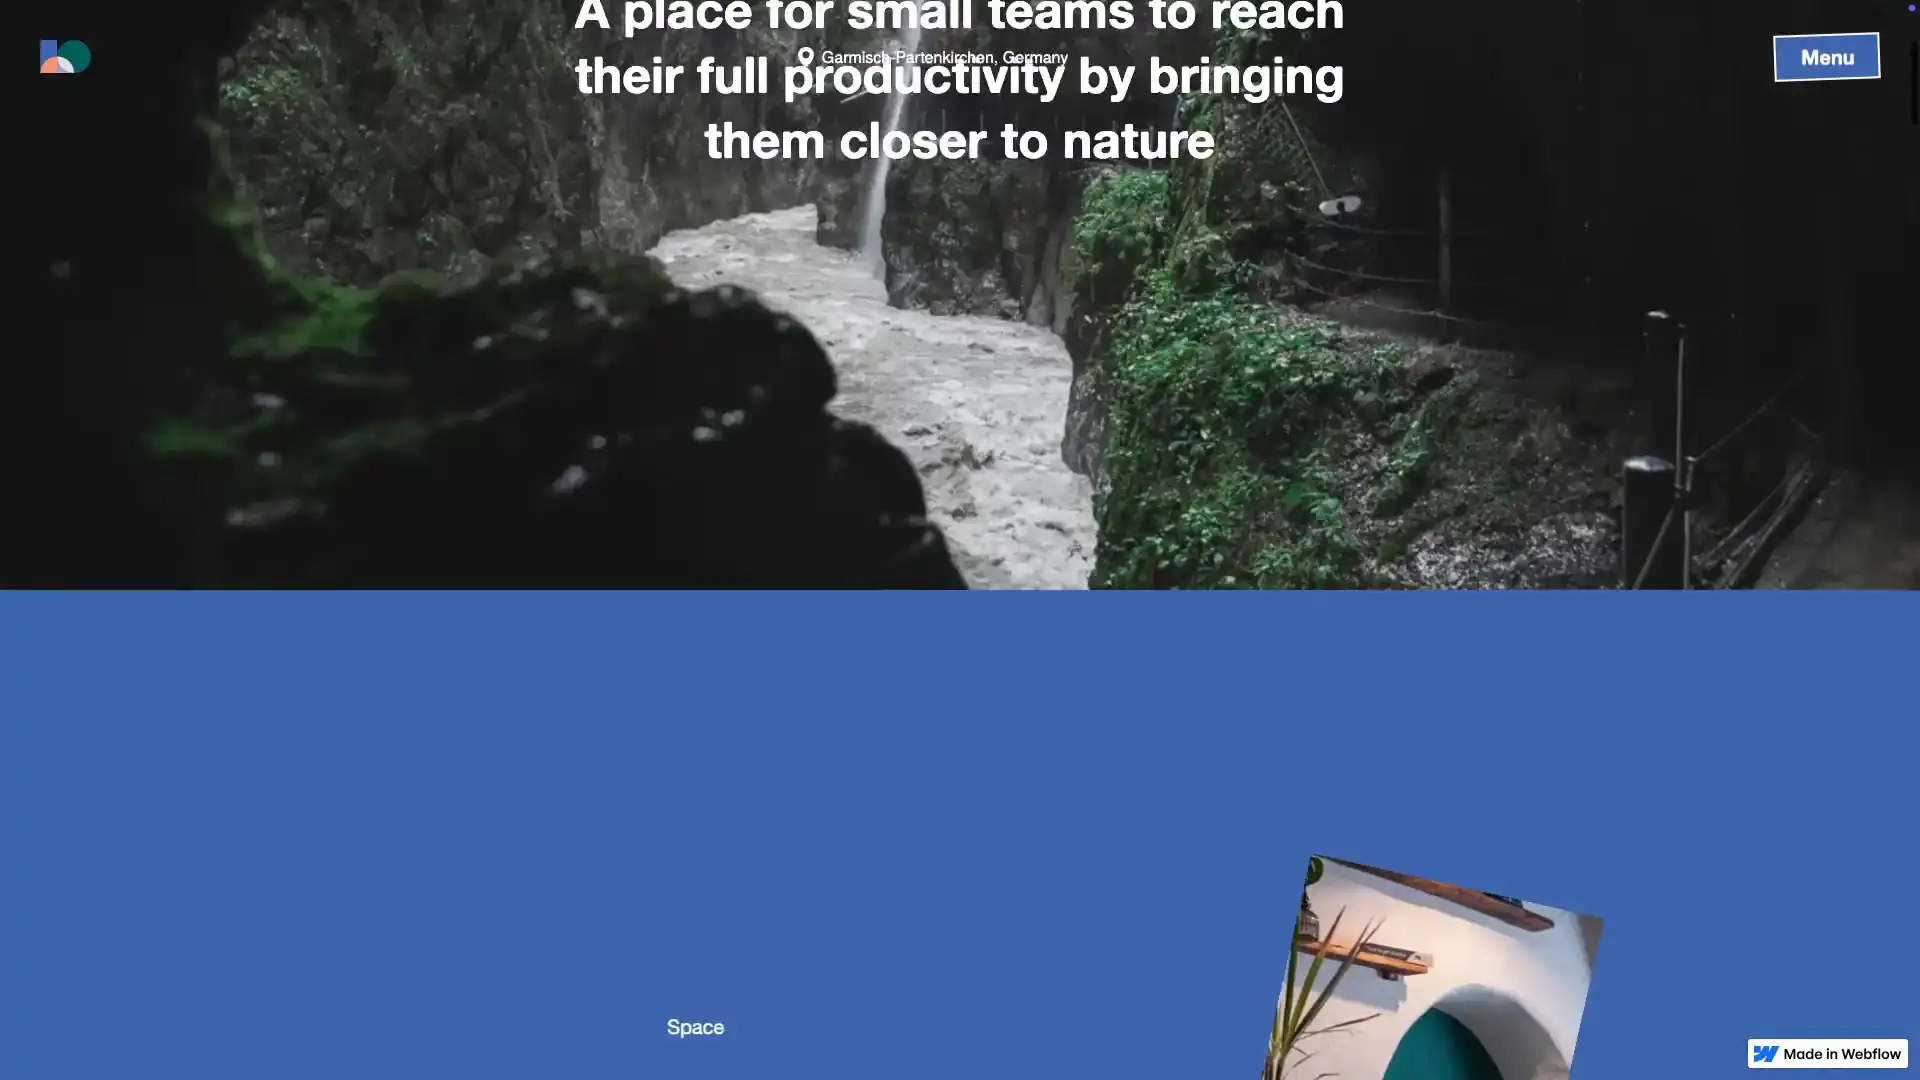 A place for small teams to reach
Garmisch-Partenkirchen, Germany
Menu
their full productivity by bringing
them closer to nature
Space
Made in Webflow